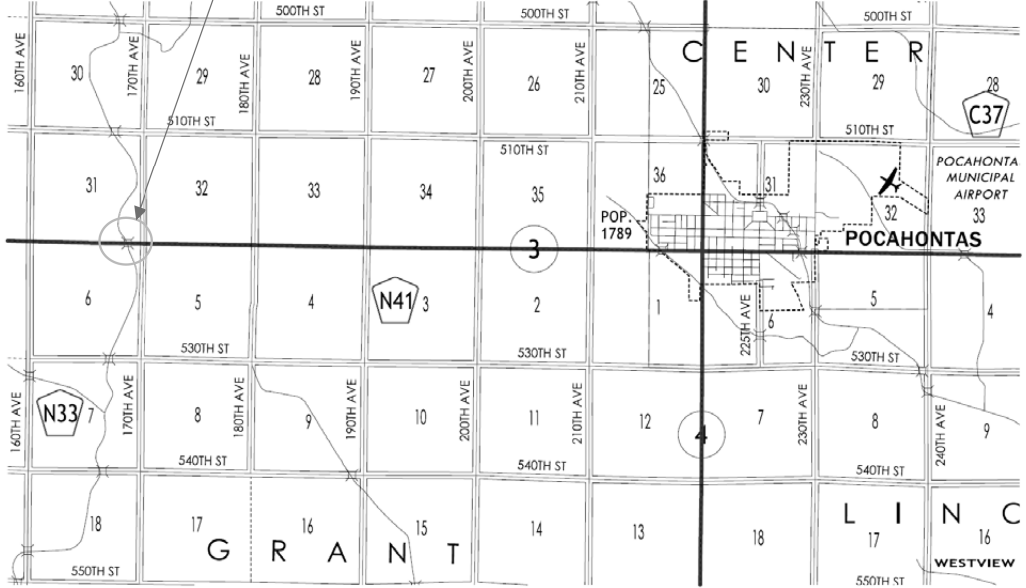 500TH ST
500TH ST
500TH ST
160TH AVE
30
170TH AVE
29
180TH AVE
28
190TH AVE
27
200TH AVE
26
210TH AVE
25
CENTER
30
230TH AVE
29
28
C37
510TH ST
510TH ST
510TH ST
31
32
33
34
35
36
31
32
33
POCAHONTA
MUNICIPAL
AIRPORT
POP.
1789
POCAHONTAS
3
6
5
4
N41
3
2
1
225TH AVE
6
5
4
530TH ST
530TH ST
530TH ST
160TH AVE
N33
7
170TH AVE
8
180TH AVE
9
190TH AVE
10
200TH AVE
11
210TH AVE
12
4
7
230TH AVE
8
240TH AVE
9
540TH ST
540TH ST
540TH ST
18
17
16
15
14
13
18
17
16
GRANT
LINC
WESTVIEW
550TH ST
550TH ST